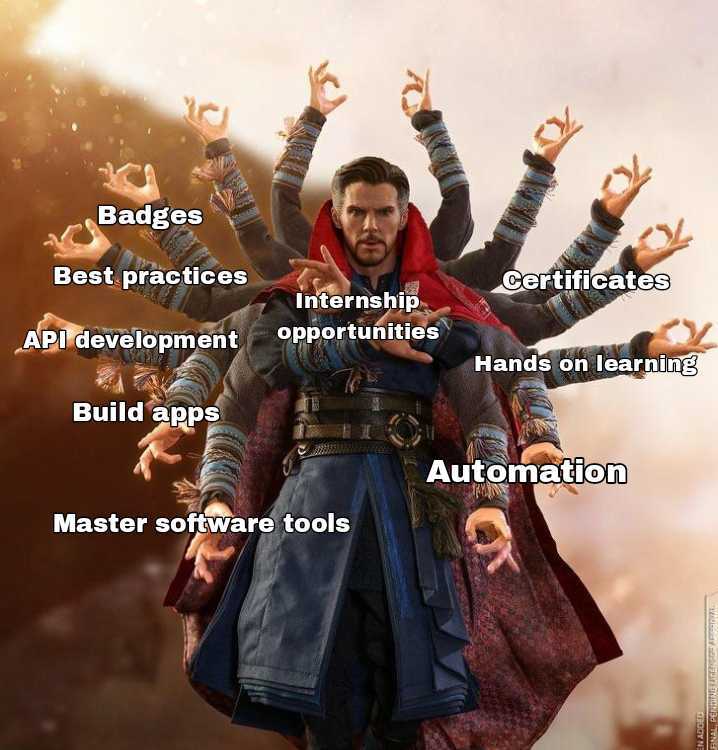 Badges
Best practices
Certificates
Internship
opportunities
API development
Hands on learning
Build apps
Automation
Master software tools